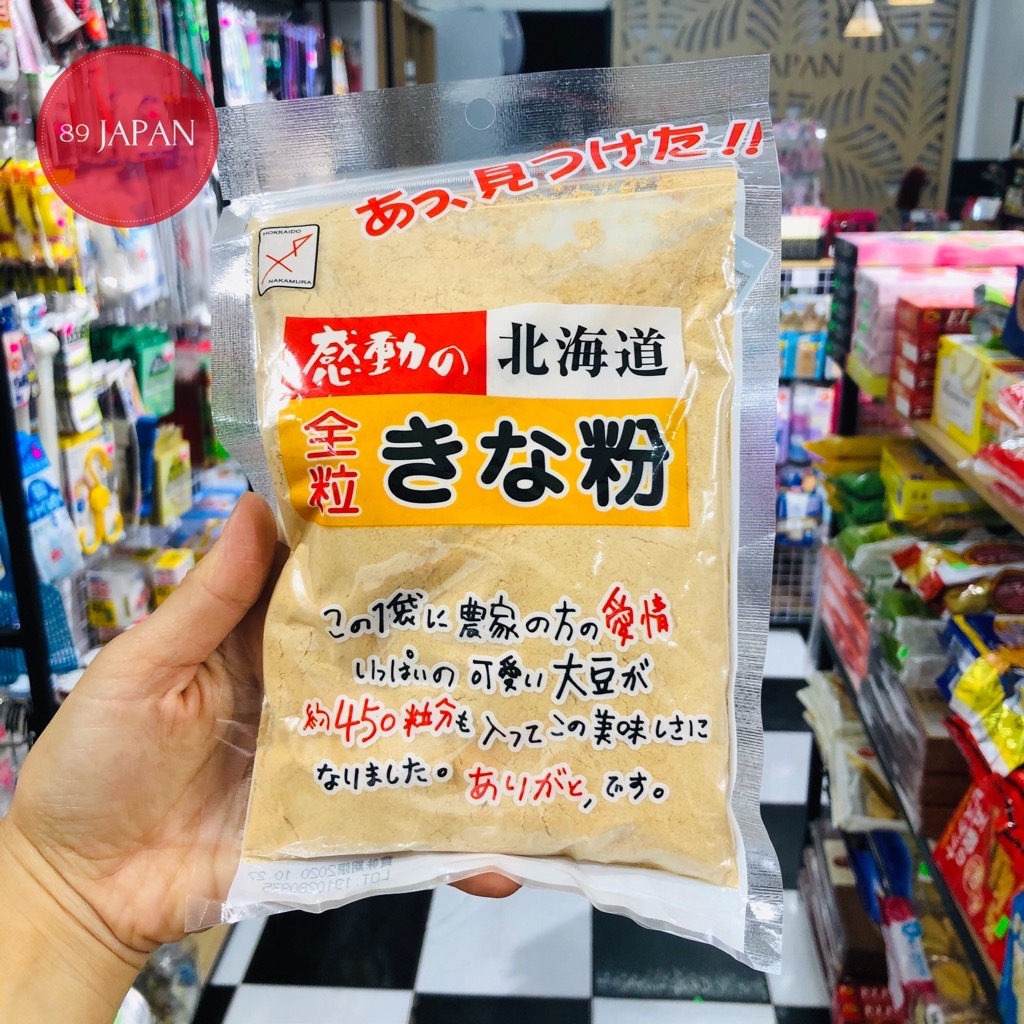 89 JAPAN
JAPAN
あっ、見つけた!!
HOKKAIDO
NAKAMURA
感動の 北海道
全粒 きな粉
この1袋に農家の方の愛情
いっぱいの可愛い大豆が
約450粒分も入ってこの美味しさに
なりました。ありがと、です。
賞味期限2020.10.27